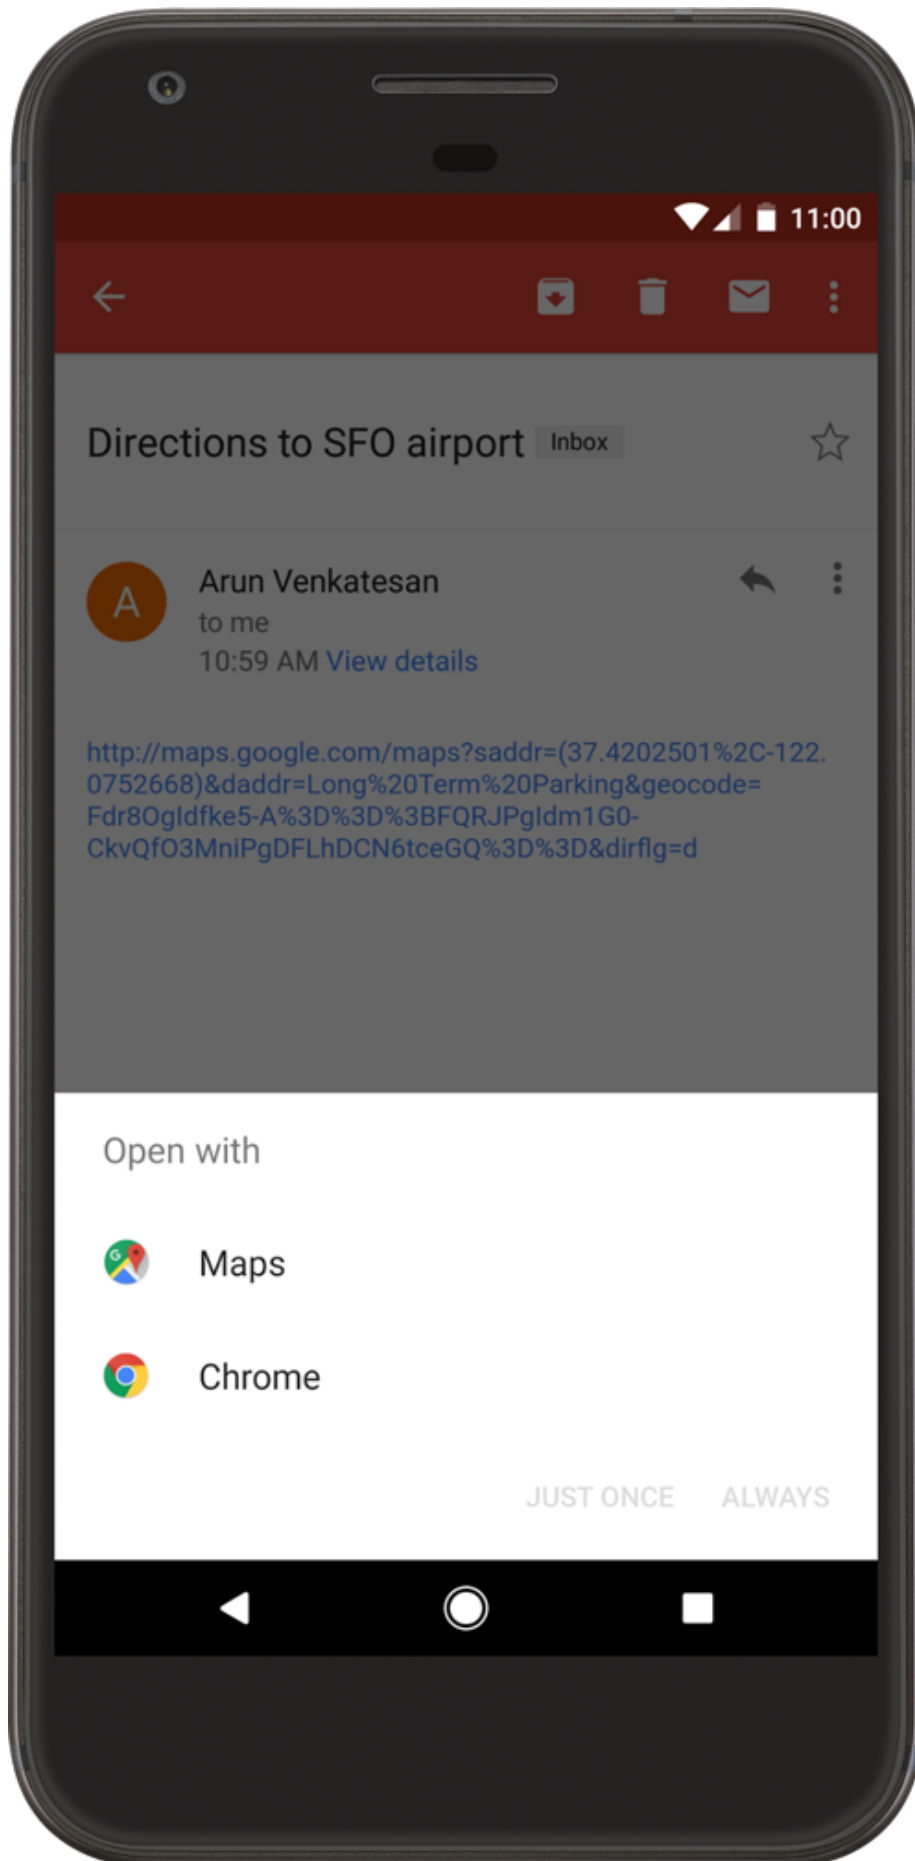 11:00
Directions to SFO airport Inbox
A
Arun Venkatesan
to me
10:59 AM View details
http://maps.google.com/maps?saddr=(37.4202501%2C-122.
0752668)&daddr=Long%20Term%20Parking&geocode=
Fdr8OgIdfke5-A%3D%3D%3BFQRJPgIdm1G0-
CkvQfO3MniPgDFLhDCN6tceGQ%3D%3D&dirflg=d
Open with
G
Maps
Chrome
JUST ONCE ALWAYS